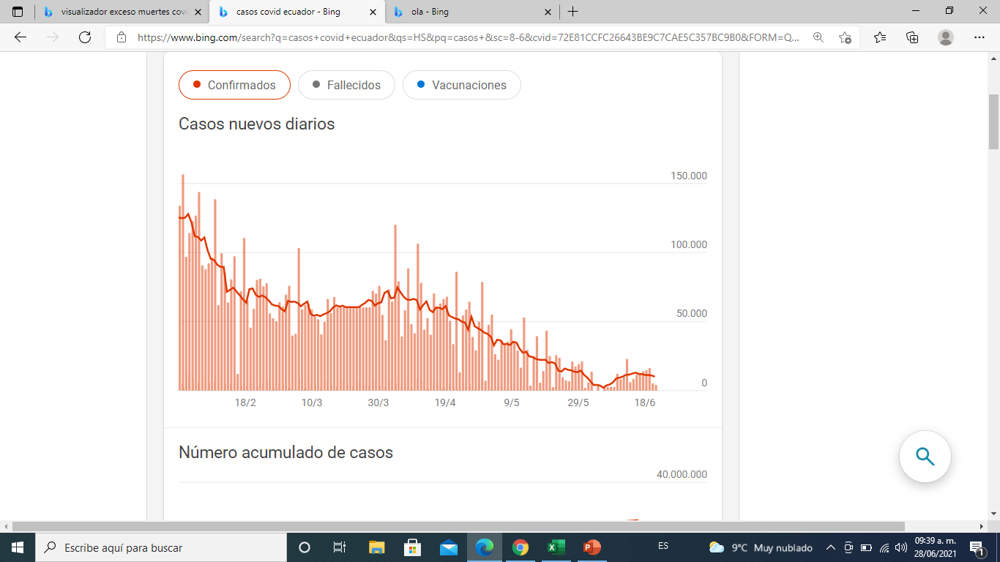 visualizador exceso muertes covi
casos covid ecuador - Bing
ola - Bing
https://www.bing.com/search?q=casos+covid+ecuador&qs=HS&pq=casos+&sc=8-6&cvid=72E81CCFC26643BE9C7CAE5C357BC9B0&FORM=Q...
Confirmados
Fallecidos
Vacunaciones
Casos nuevos diarios
150.000
100.000
50.000
0
18/2 10/3 30/3 19/4 9/5 29/5 18/6
Número acumulado de casos
40.000.000
Escribe aquí para buscar
ES
9°C Muy nublado
09:39 a. m.
28/06/2021
1